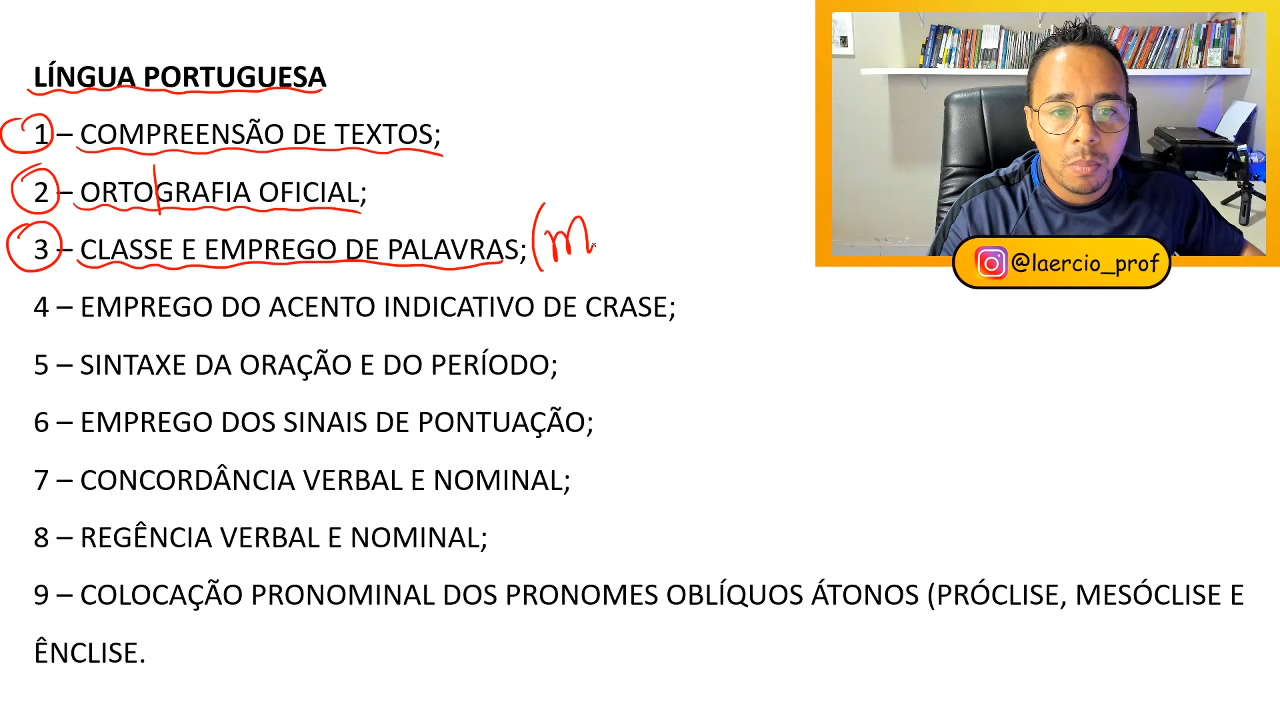 LÍNGUA PORTUGUESA
1 – COMPREENSÃO DE TEXTOS;
2 – ORTOGRAFIA OFICIAL;
3 – CLASSE E EMPREGO DE PALAVRAS; (m
4 – EMPREGO DO ACENTO INDICATIVO DE CRASE;
5 – SINTAXE DA ORAÇÃO E DO PERÍODO;
6 – EMPREGO DOS SINAIS DE PONTUAÇÃO;
7 – CONCORDÂNCIA VERBAL E NOMINAL;
8 – REGÊNCIA VERBAL E NOMINAL;
9 – COLOCAÇÃO PRONOMINAL DOS PRONOMES OBLÍQUOS ÁTONOS (PRÓCLISE, MESÓCLISE E
ÊNCLISE.
@laercio_prof